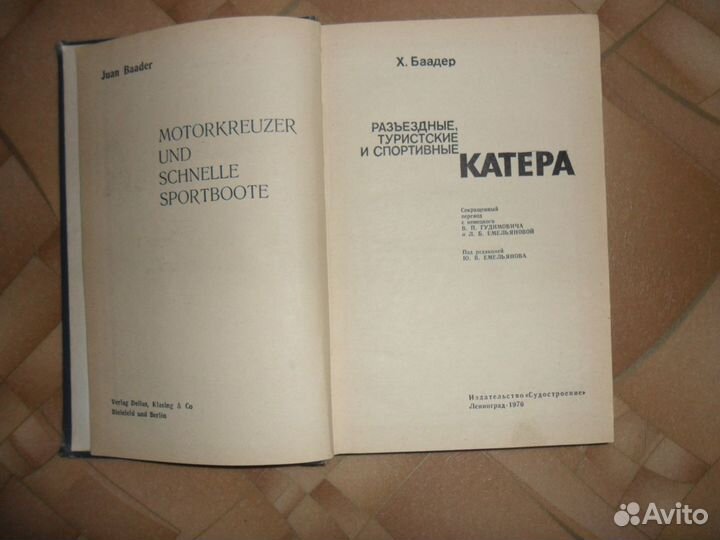 Juan Baader
MOTORKREUZER
UND
SCHNELLE
SPORTBOOTE
Verlag Delius, Klasing & Co
Bielefeld und Berlin
Х. Баадер
РАЗЪЕЗДНЫЕ,
ТУРИСТСКИЕ
И СПОРТИВНЫЕ
КАТЕРА
Сокращенный
перевод
с немецкого
В. П. ГУДИМОВИЧА
и Л. Б. ЕМЕЛЬЯНОВОЙ
Под редакцией
Ю. В. ЕМЕЛЬЯНОВА
Издательство «Судостроение»
Ленинград · 1976
Avito